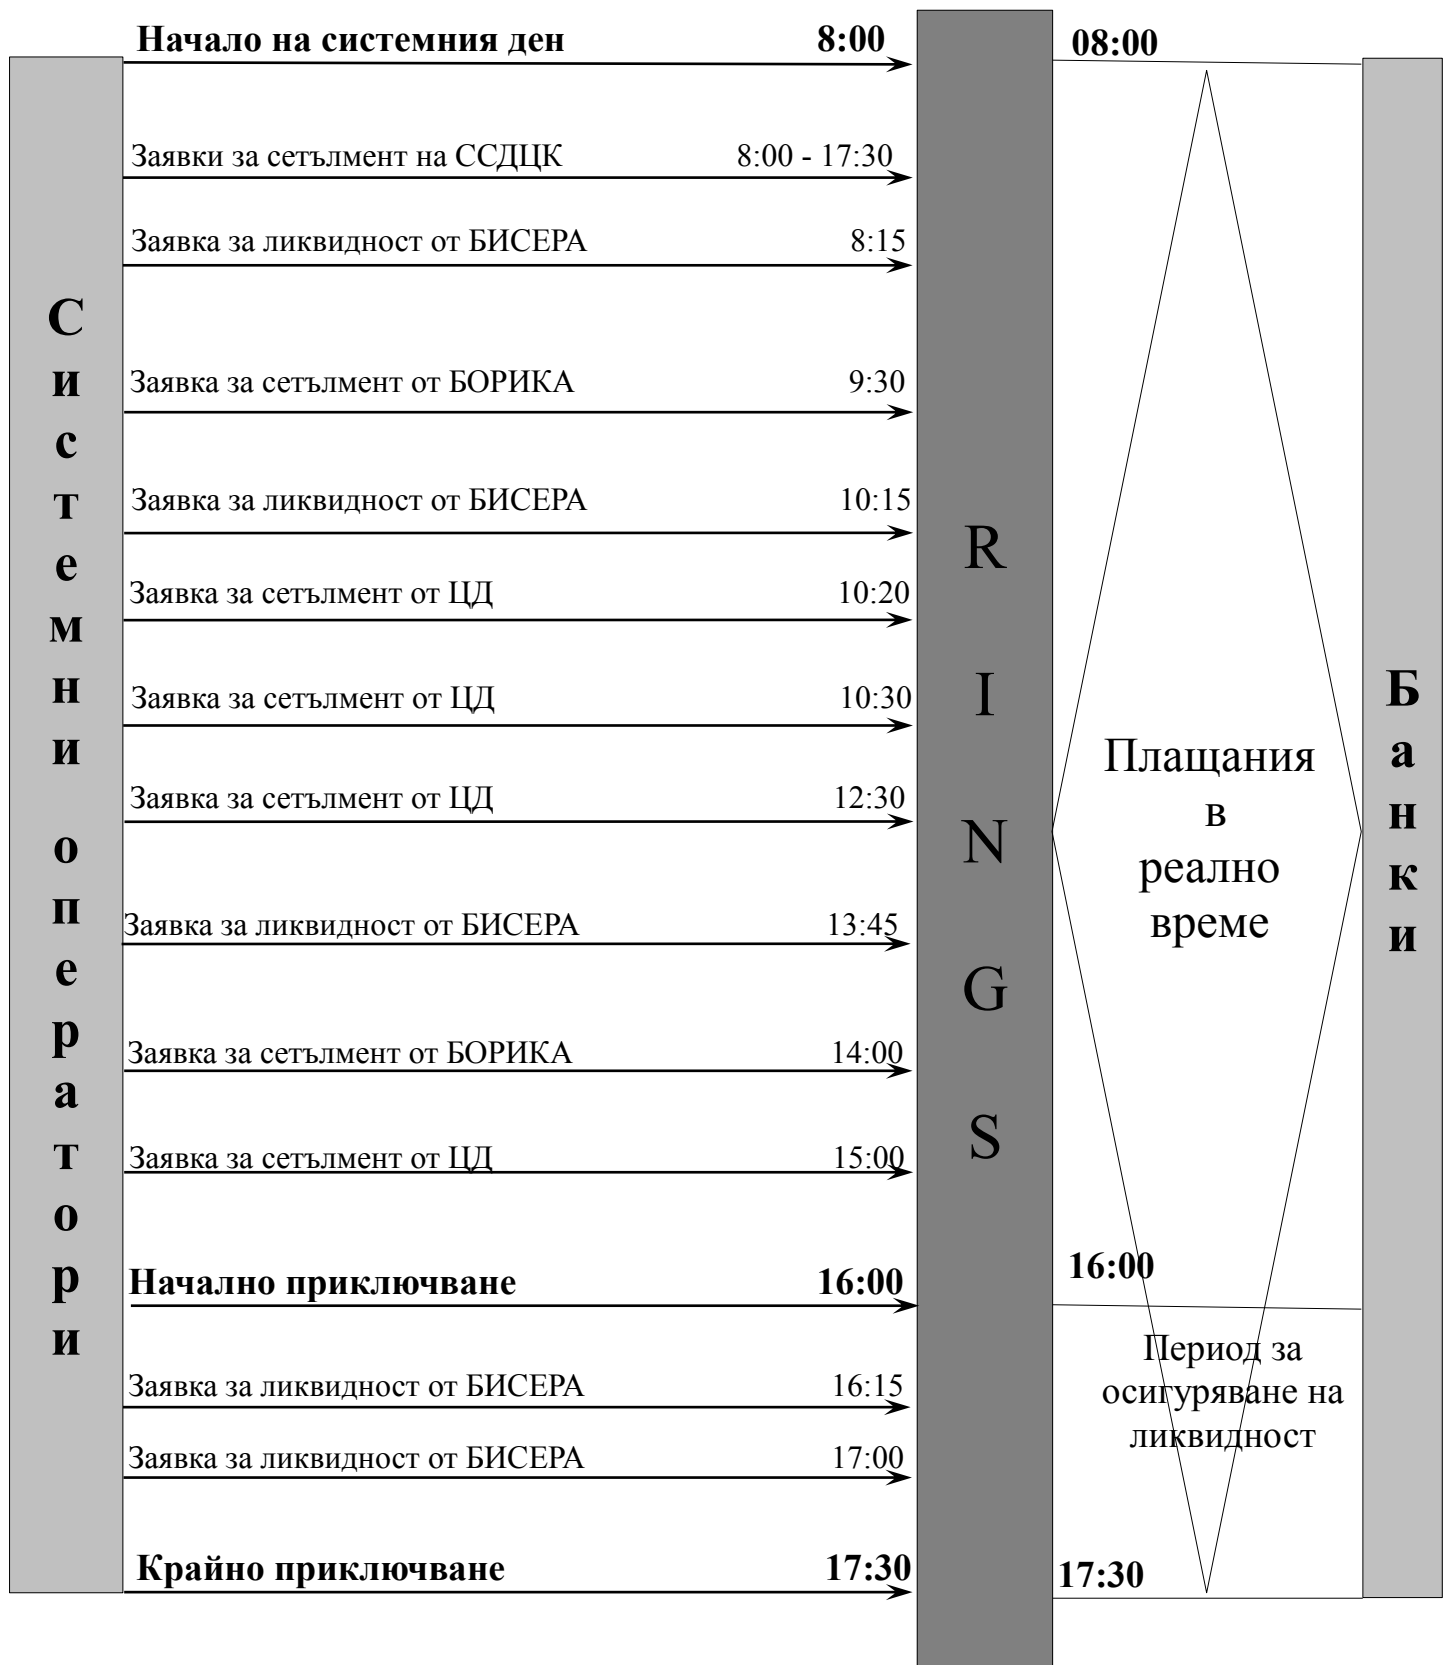 Начало на системния ден 8:00
08:00
Заявки за сетълмент на ССДЦК 8:00 - 17:30
Заявка за ликвидност от БИСЕРА 8:15
Заявка за сетълмент от БОРИКА 9:30
Заявка за ликвидност от БИСЕРА 10:15
Заявка за сетълмент от ЦД 10:20
Заявка за сетълмент от ЦД 10:30
Заявка за сетълмент от ЦД 12:30
Заявка за ликвидност от БИСЕРА 13:45
Заявка за сетълмент от БОРИКА 14:00
Заявка за сетълмент от ЦД 15:00
Начално приключване 16:00
Заявка за ликвидност от БИСЕРА 16:15
Заявка за ликвидност от БИСЕРА 17:00
Крайно приключване 17:30
Системни оператори
RINGS
Плащания
в
реално
време
16:00
Период за
осигуряване на
ликвидност
17:30
Банки